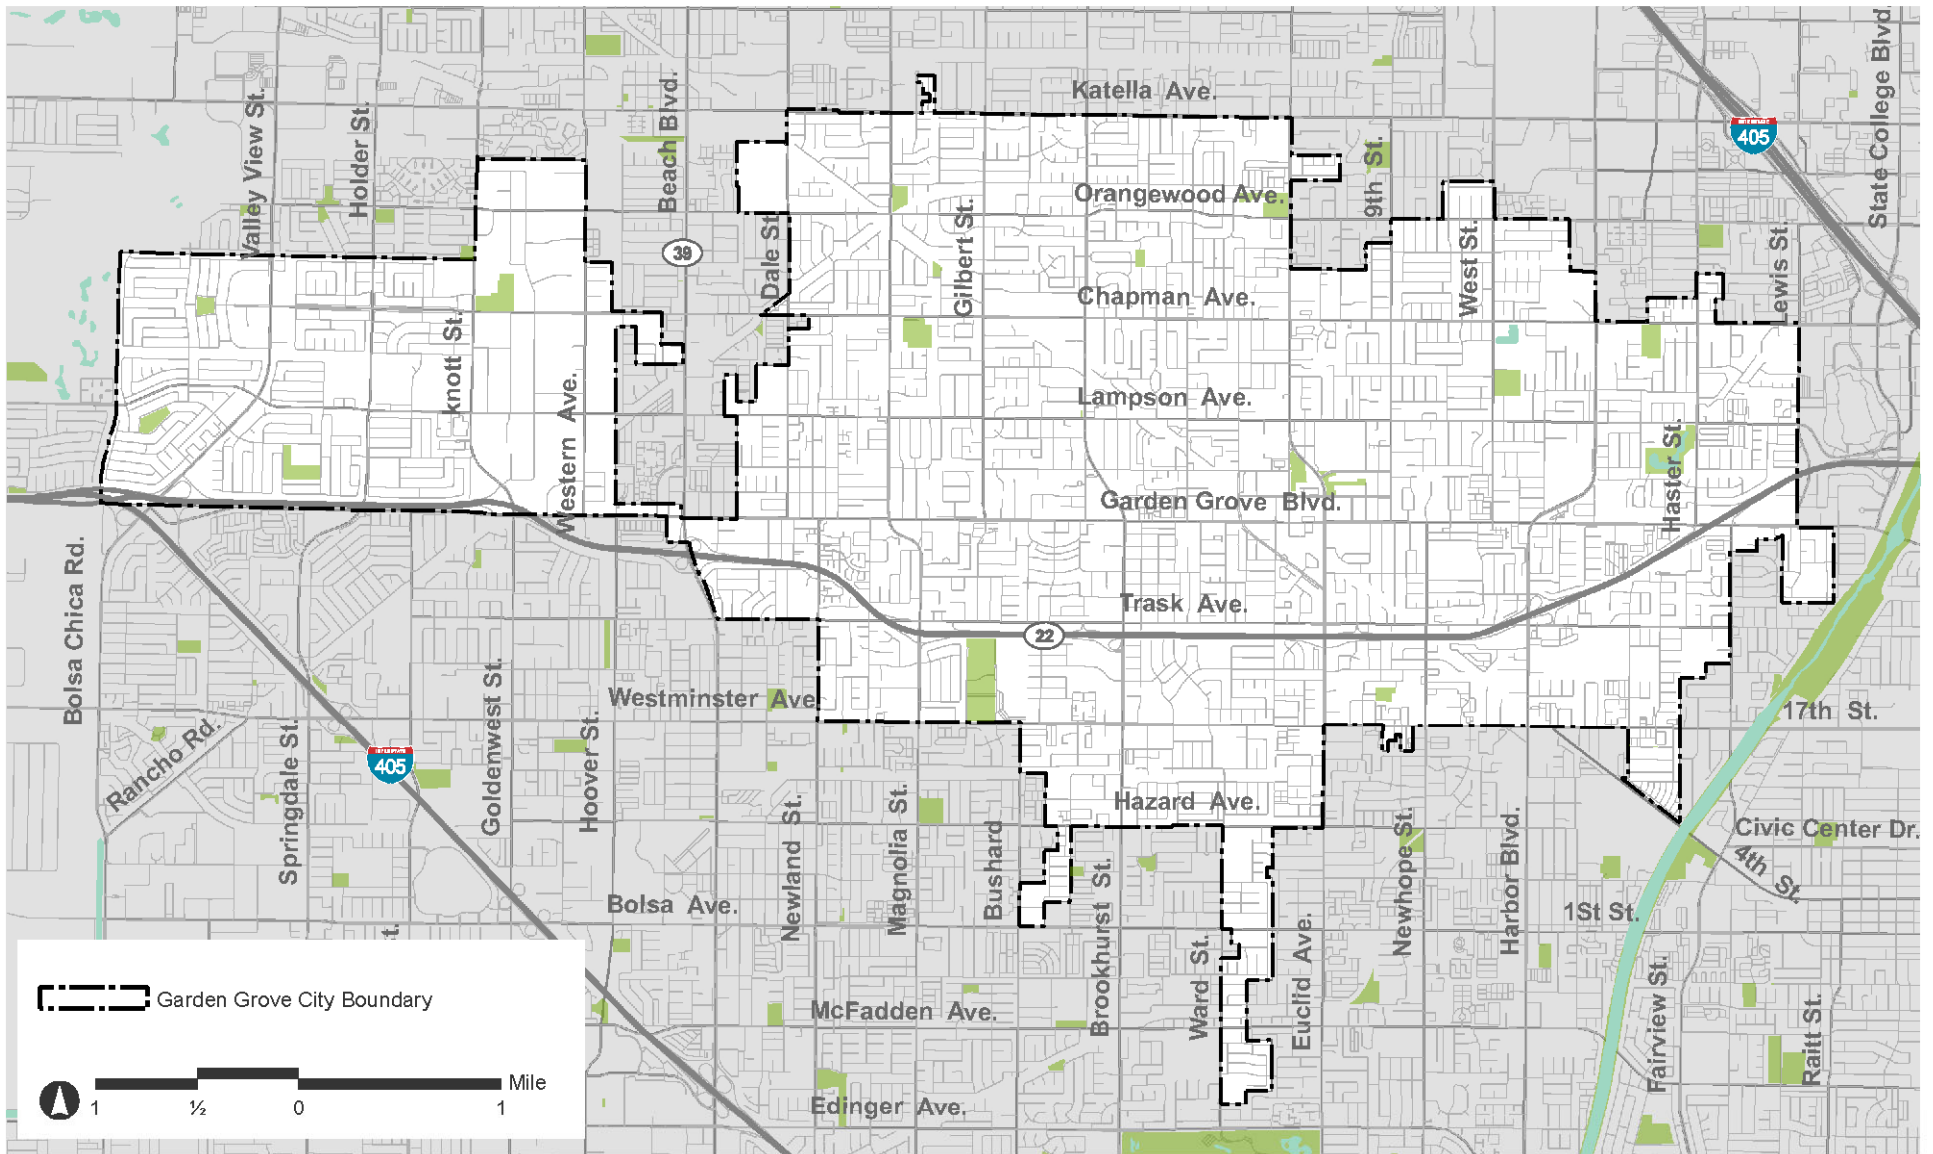 Katella Ave.
Valley View St.
Holder St.
Beach Blvd.
State College Blvd.
INTERSTATE
405
9th St.
Orangewood Ave.
39
Dale St.
Gilbert St.
West St.
Lewis St.
Chapman Ave.
knott St.
Lampson Ave.
Western Ave.
Haster St.
Garden Grove Blvd.
Bolsa Chica Rd.
Trask Ave.
22
Westminster Ave
17th St.
Rancho Rd.
Springdale St.
INTERSTATE
405
Goldenwest St.
Hoover St.
Newland St.
Magnolia St.
Bushard
Hazard Ave.
Brookhurst St.
Newhope St.
Harbor Blvd.
Civic Center Dr.
4th St.
Bolsa Ave.
1St St.
Ward St.
Euclid Ave.
Fairview St.
Raitt St.
McFadden Ave.
Edinger Ave.
t.
Garden Grove City Boundary
Mile
1 ½ 0 1